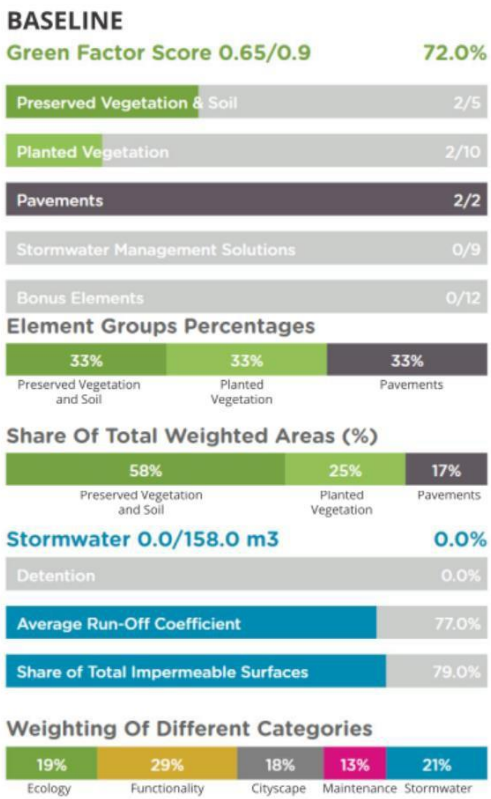 BASELINE
Green Factor Score 0.65/0.9 72.0%
Preserved Vegetation & Soil 2/5
Planted Vegetation 2/10
Pavements 2/2
Stormwater Management Solutions 0/9
Bonus Elements 0/12
Element Groups Percentages
33% 33% 33%
Preserved Vegetation Planted Pavements
and Soil Vegetation
Share Of Total Weighted Areas (%)
58% 25% 17%
Preserved Vegetation Planted Pavements
and Soil Vegetation
Stormwater 0.0/158.0 m3 0.0%
Detention 0.0%
Average Run-Off Coefficient 77.0%
Share of Total Impermeable Surfaces 79.0%
Weighting Of Different Categories
19% 29% 18% 13% 21%
Ecology Functionality Cityscape Maintenance Stormwater